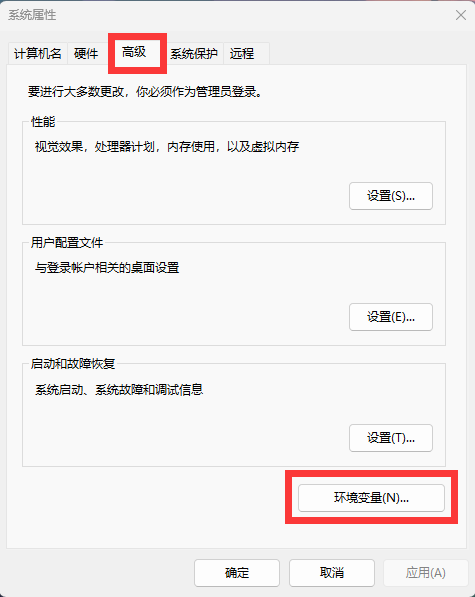 系统属性
计算机名 硬件 高级 系统保护 远程
要进行大多数更改，你必须作为管理员登录。
性能
视觉效果，处理器计划，内存使用，以及虚拟内存
设置(S)...
用户配置文件
与登录帐户相关的桌面设置
设置(E)...
启动和故障恢复
系统启动、系统故障和调试信息
设置(T)...
环境变量(N)...
确定 取消 应用(A)